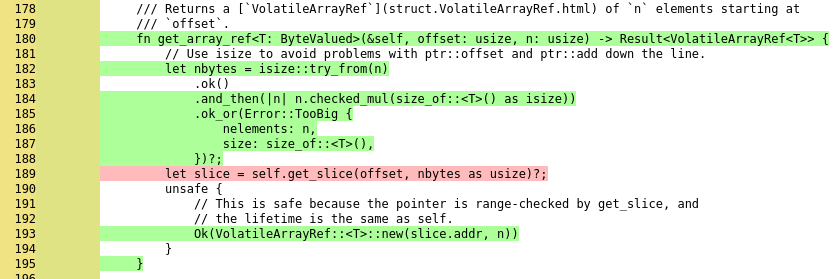 178 /// Returns a [`VolatileArrayRef`](struct.VolatileArrayRef.html) of `n` elements starting at
179 /// `offset`.
180 fn get_array_ref<T: ByteValued>(&self, offset: usize, n: usize) -> Result<VolatileArrayRef<T>> {
181 // Use isize to avoid problems with ptr::offset and ptr::add down the line.
182 let nbytes = isize::try_from(n)
183 .ok()
184 .and_then(|n| n.checked_mul(size_of::<T>() as isize))
185 .ok_or(Error::TooBig {
186 nelements: n,
187 size: size_of::<T>(),
188 })?;
189 let slice = self.get_slice(offset, nbytes as usize)?;
190 unsafe {
191 // This is safe because the pointer is range-checked by get_slice, and
192 // the lifetime is the same as self.
193 Ok(VolatileArrayRef::<T>::new(slice.addr, n))
194 }
195 }
196